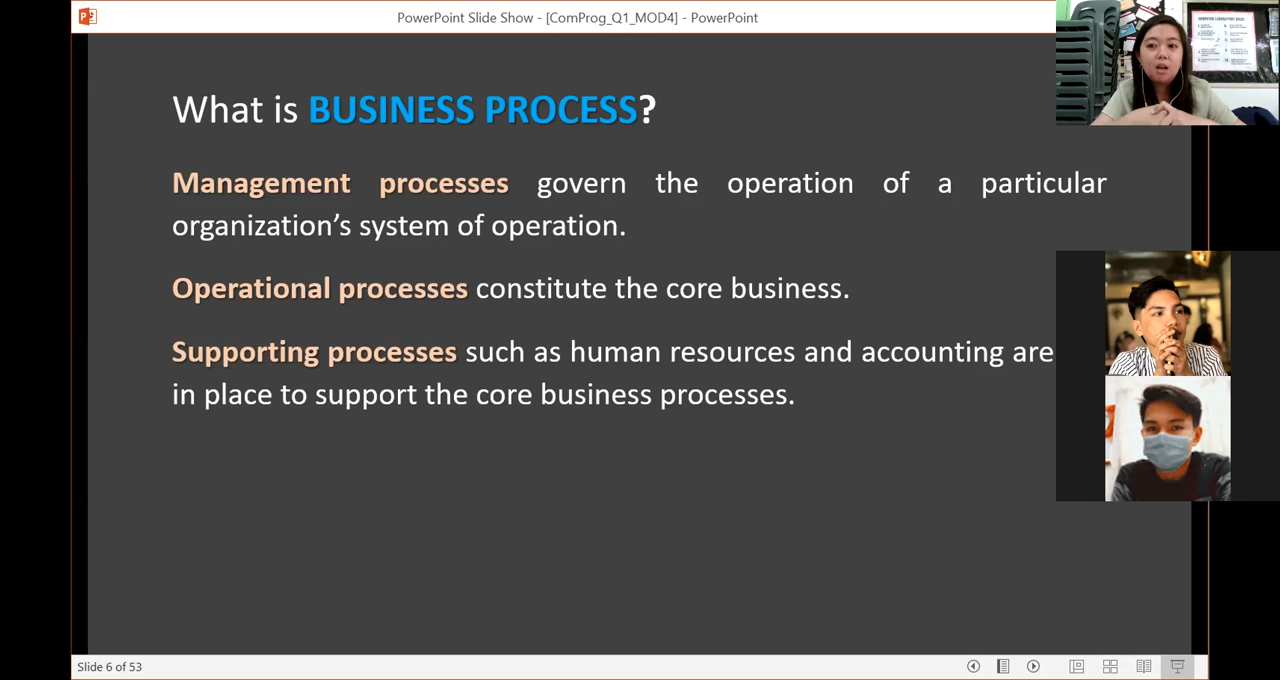 PowerPoint Slide Show - [ComProg_Q1_MOD4] - PowerPoint
What is BUSINESS PROCESS?
Management processes govern the operation of a particular
organization’s system of operation.
Operational processes constitute the core business.
Supporting processes such as human resources and accounting are
in place to support the core business processes.
Slide 6 of 53